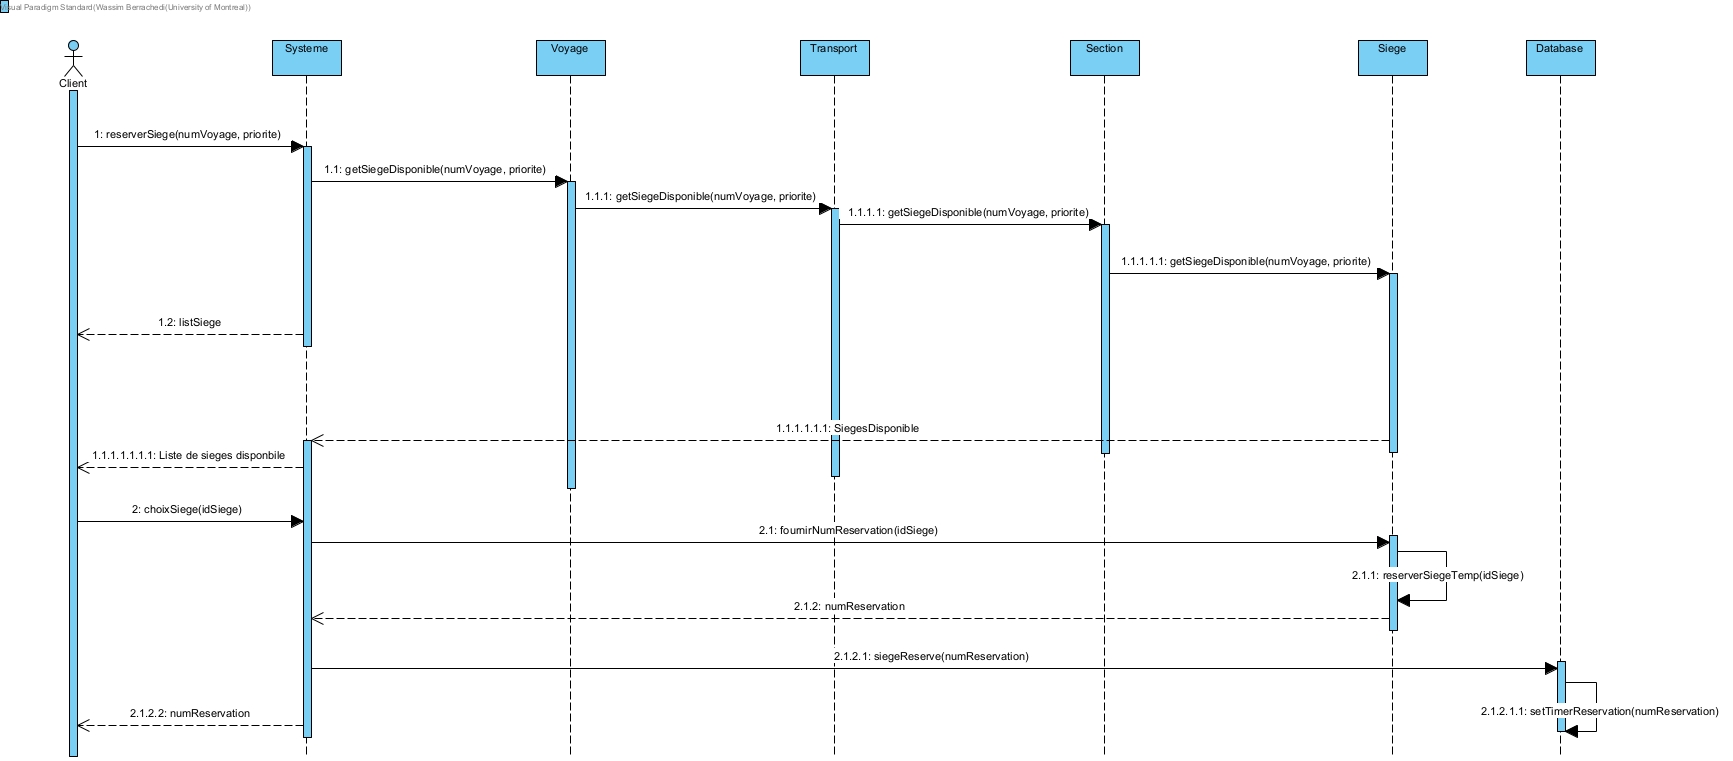 Visual Paradigm Standard(Wassim Berrachedi(University of Montreal))
Client
Systeme
Voyage
Transport
Section
Siege
Database
1: reserverSiege(numVoyage, priorite)
1.1: getSiegeDisponible(numVoyage, priorite)
1.1.1: getSiegeDisponible(numVoyage, priorite)
1.1.1.1: getSiegeDisponible(numVoyage, priorite)
1.1.1.1.1: getSiegeDisponible(numVoyage, priorite)
1.2: listSiege
1.1.1.1.1.1: SiegesDisponible
1.1.1.1.1.1.1: Liste de sieges disponbile
2: choixSiege(idSiege)
2.1: fournirNumReservation(idSiege)
2.1.1: reserverSiegeTemp(idSiege)
2.1.2: numReservation
2.1.2.1: siegeReserve(numReservation)
2.1.2.1.1: setTimerReservation(numReservation)
2.1.2.2: numReservation